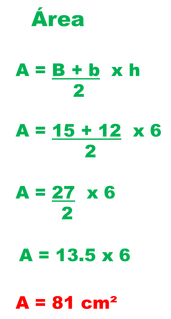 Área
A = B + b x h
2
A = 15 + 12 x 6
2
A = 27 x 6
2
A = 13.5 x 6
A = 81 cm²